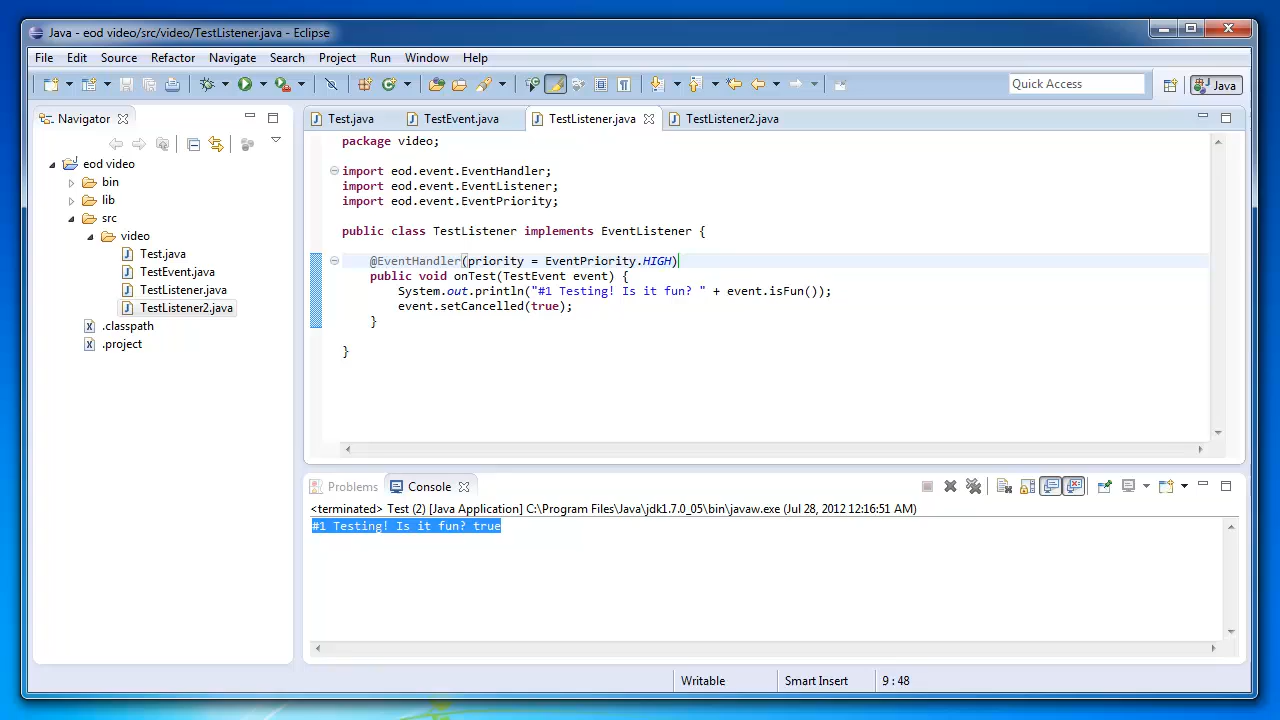 Java - eod video/src/video/TestListener.java - Eclipse
File Edit Source Refactor Navigate Search Project Run Window Help
Quick Access
Java
Navigator
eod video
bin
lib
src
video
Test.java
TestEvent.java
TestListener.java
TestListener2.java
.classpath
.project
Test.java TestEvent.java TestListener.java TestListener2.java
package video;
import eod.event.EventHandler;
import eod.event.EventListener;
import eod.event.EventPriority;
public class TestListener implements EventListener {
@EventHandler(priority = EventPriority.HIGH)
public void onTest(TestEvent event) {
System.out.println("#1 Testing! Is it fun? " + event.isFun());
event.setCancelled(true);
}
}
Problems Console
<terminated> Test (2) [Java Application] C:\Program Files\Java\jdk1.7.0_05\bin\javaw.exe (Jul 28, 2012 12:16:51 AM)
#1 Testing! Is it fun? true
Writable Smart Insert 9 : 48